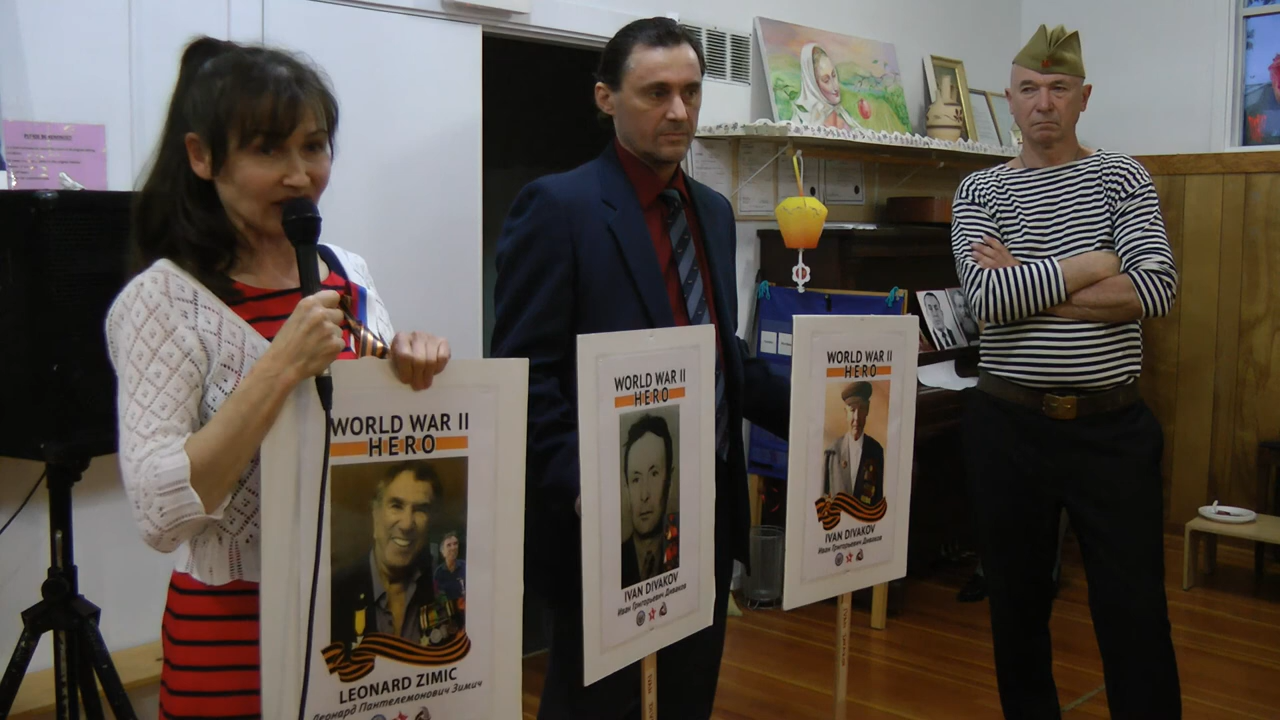 WORLD WAR II
HERO
LEONARD ZIMIC
Леонард Пантелемонович Зимич
WORLD WAR II
HERO
IVAN DIVAKOV
Иван Григорьевич Диваков
WORLD WAR II
HERO
IVAN DIVAKOV
Иван Григорьевич Диваков